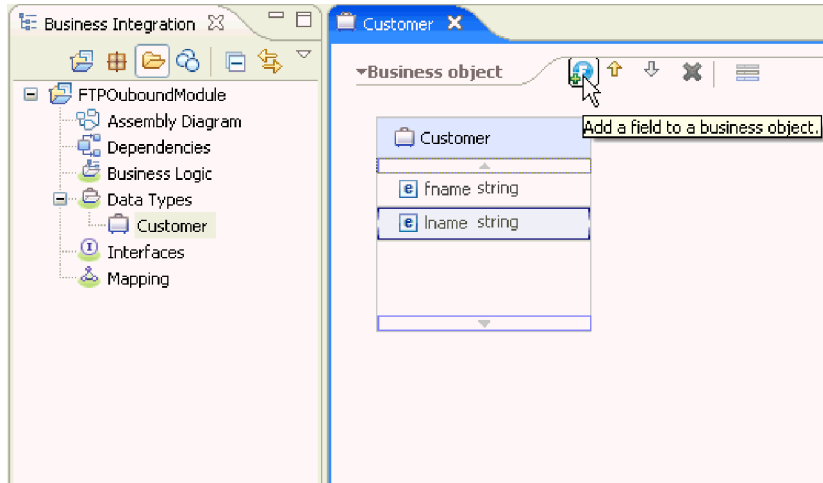 Business Integration
FTPOuboundModule
Assembly Diagram
Dependencies
Business Logic
Data Types
Customer
Interfaces
Mapping
Customer
Business object
Add a field to a business object.
Customer
e fname string
e lname string